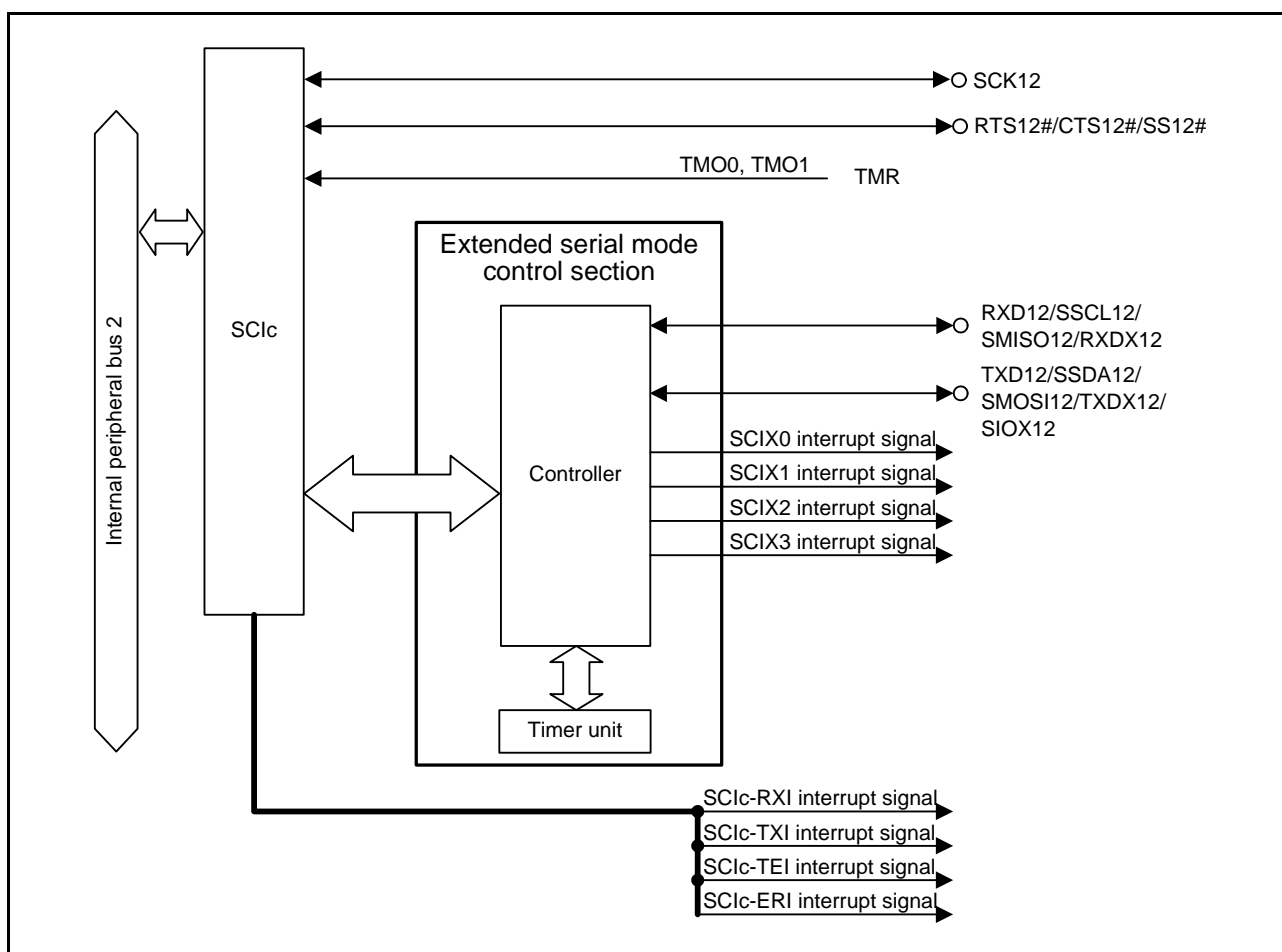 SCK12
RTS12#/CTS12#/SS12#
TMO0, TMO1
TMR
Extended serial mode
control section
Internal peripheral bus 2
SCIc
RXD12/SSCL12/
SMISO12/RXDX12
TXD12/SSDA12/
SMOSI12/TXDX12/
SIOX12
Controller
SCIX0 interrupt signal
SCIX1 interrupt signal
SCIX2 interrupt signal
SCIX3 interrupt signal
Timer unit
SCIc-RXI interrupt signal
SCIc-TXI interrupt signal
SCIc-TEI interrupt signal
SCIc-ERI interrupt signal